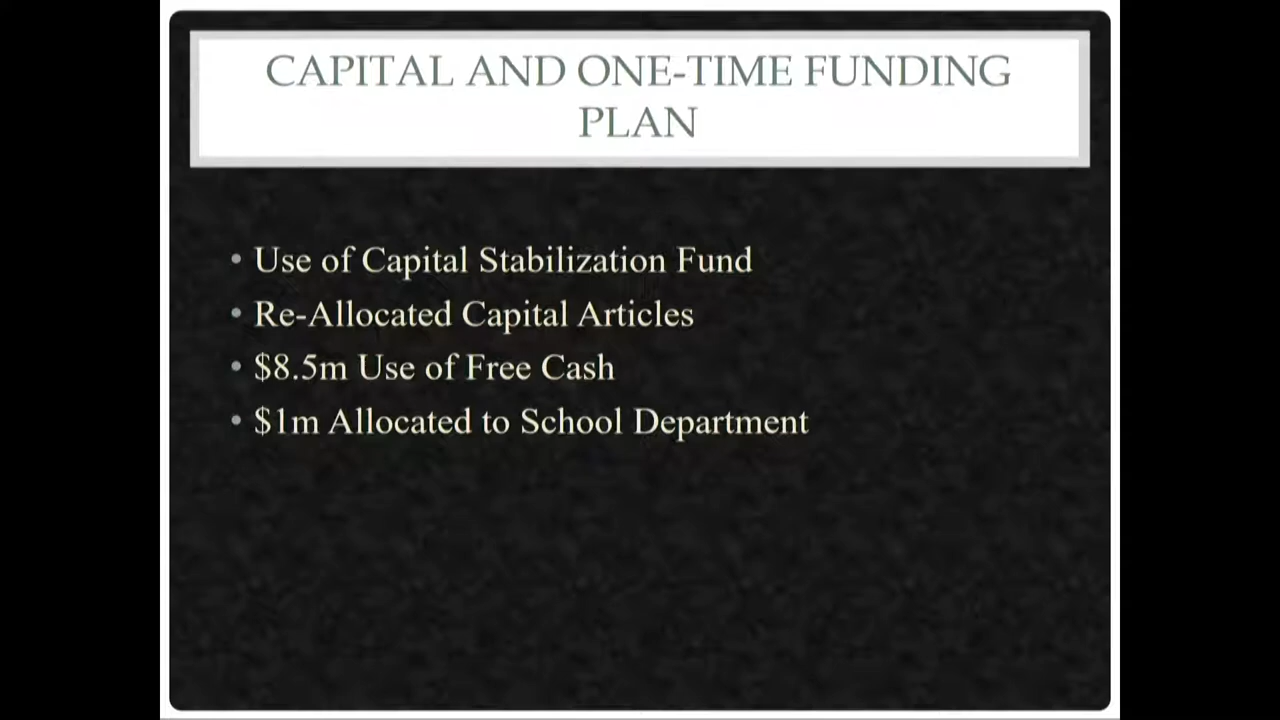 CAPITAL AND ONE-TIME FUNDING
PLAN
• Use of Capital Stabilization Fund
• Re-Allocated Capital Articles
• $8.5m Use of Free Cash
• $1m Allocated to School Department